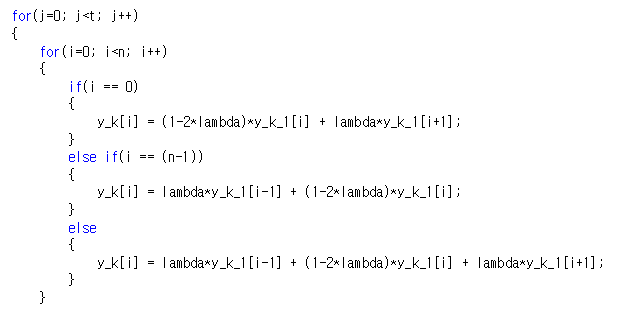 for(j=0; j<t; j++)
{
    for(i=0; i<n; i++)
    {
        if(i == 0)
        {
            y_k[i] = (1-2*lambda)*y_k_1[i] + lambda*y_k_1[i+1];
        }
        else if(i == (n-1))
        {
            y_k[i] = lambda*y_k_1[i-1] + (1-2*lambda)*y_k_1[i];
        }
        else
        {
            y_k[i] = lambda*y_k_1[i-1] + (1-2*lambda)*y_k_1[i] + lambda*y_k_1[i+1];
        }
    }